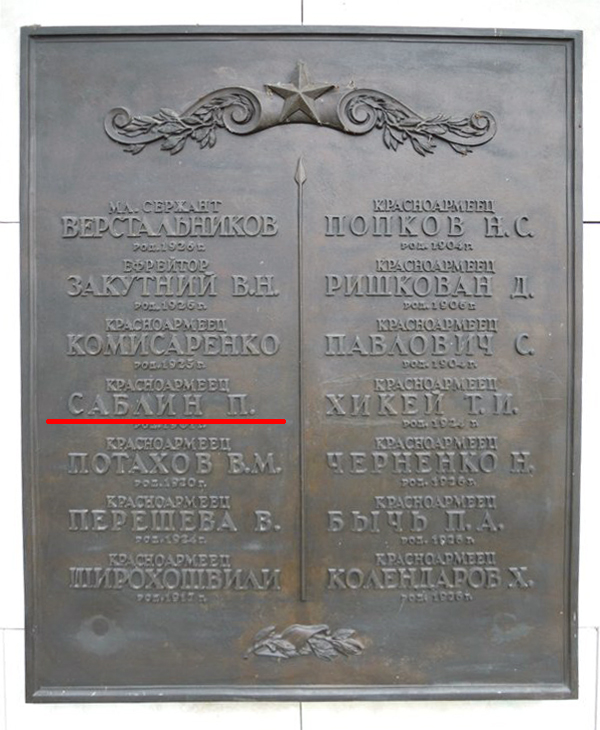 МЛ. СЕРЖАНТ
ВЕРСТАЛЬНИКОВ
РОД. 1926 г.
ЕФРЕЙТОР
ЗАКУТНИЙ В.Н.
РОД. 1926 г.
КРАСНОАРМЕЕЦ
КОМИСАРЕНКО
РОД. 1925 г.
КРАСНОАРМЕЕЦ
САБЛИН П.
КРАСНОАРМЕЕЦ
ПОТАХОВ В.М.
РОД. 1920 г.
КРАСНОАРМЕЕЦ
ПЕРЕШЕВА В.
РОД. 1924 г.
КРАСНОАРМЕЕЦ
ШИРОХОШВИЛИ
РОД. 1917 г.
КРАСНОАРМЕЕЦ
ПОПКОВ Н.С.
РОД. 1904 г.
КРАСНОАРМЕЕЦ
РИШКОВАН Д.
РОД. 1906 г.
КРАСНОАРМЕЕЦ
ПАВЛОВИЧ С.
РОД. 1904 г.
КРАСНОАРМЕЕЦ
ХИКЕЙ Т.И.
РОД. 1924 г.
КРАСНОАРМЕЕЦ
ЧЕРНЕНКО Н.
РОД. 1926 г.
КРАСНОАРМЕЕЦ
БЫЧЬ П.А.
РОД. 1925 г.
КРАСНОАРМЕЕЦ
КОЛЕНДАРОВ Х.
РОД. 1926 г.